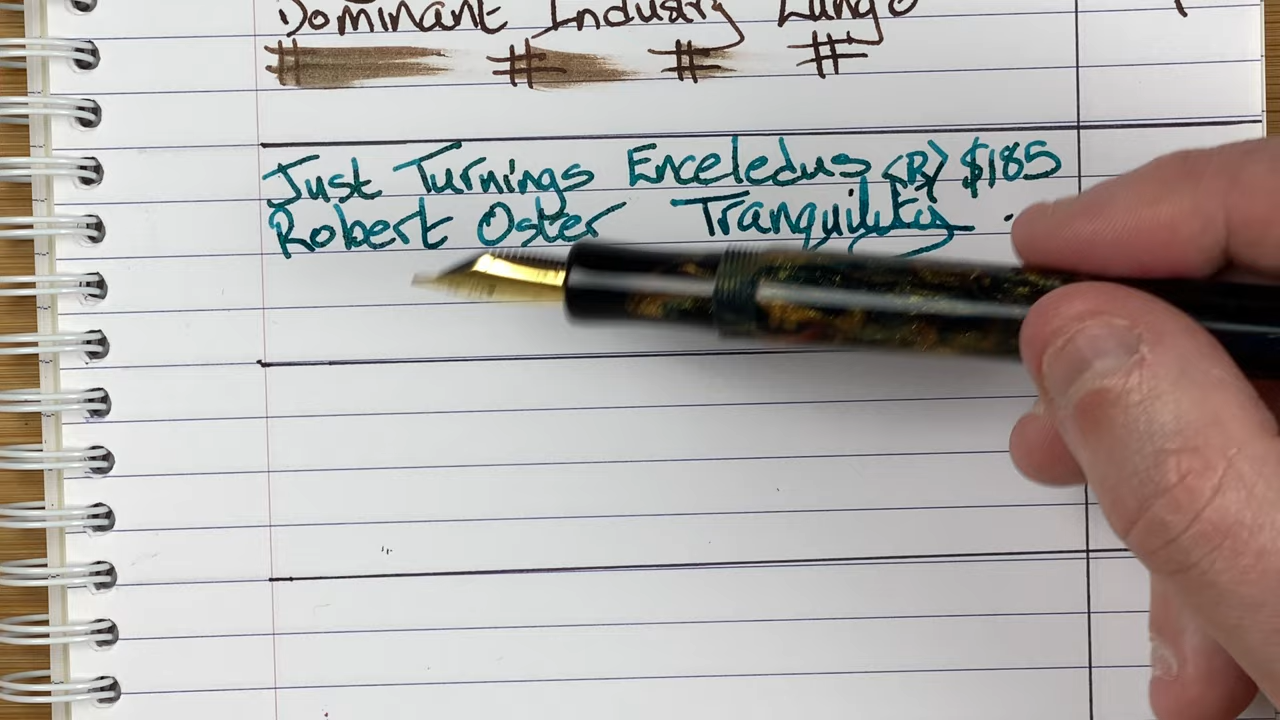 Dominant Industry Lungo
# # # #
Just Turnings Enceledus <R> $185
Robert Oster Tranquility